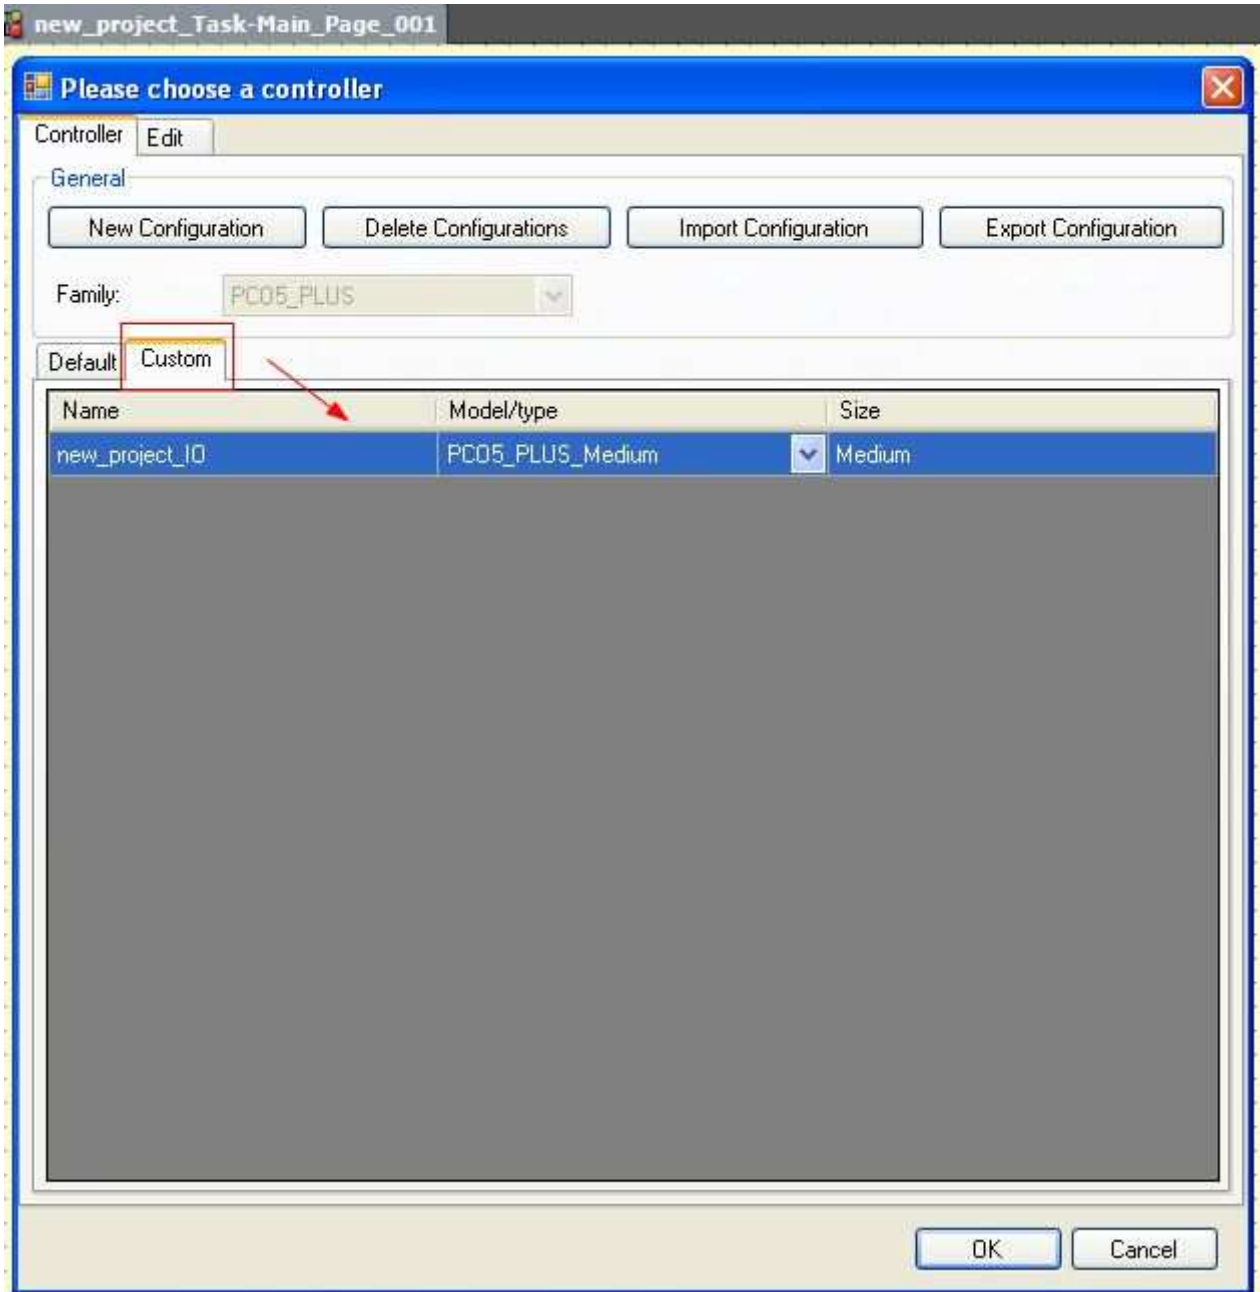 new_project_Task-Main_Page_001
Please choose a controller
Controller Edit
General
New Configuration Delete Configurations Import Configuration Export Configuration
Family: PCO5_PLUS
Default Custom
Name Model/type Size
new_project_IO PCO5_PLUS_Medium Medium
OK Cancel